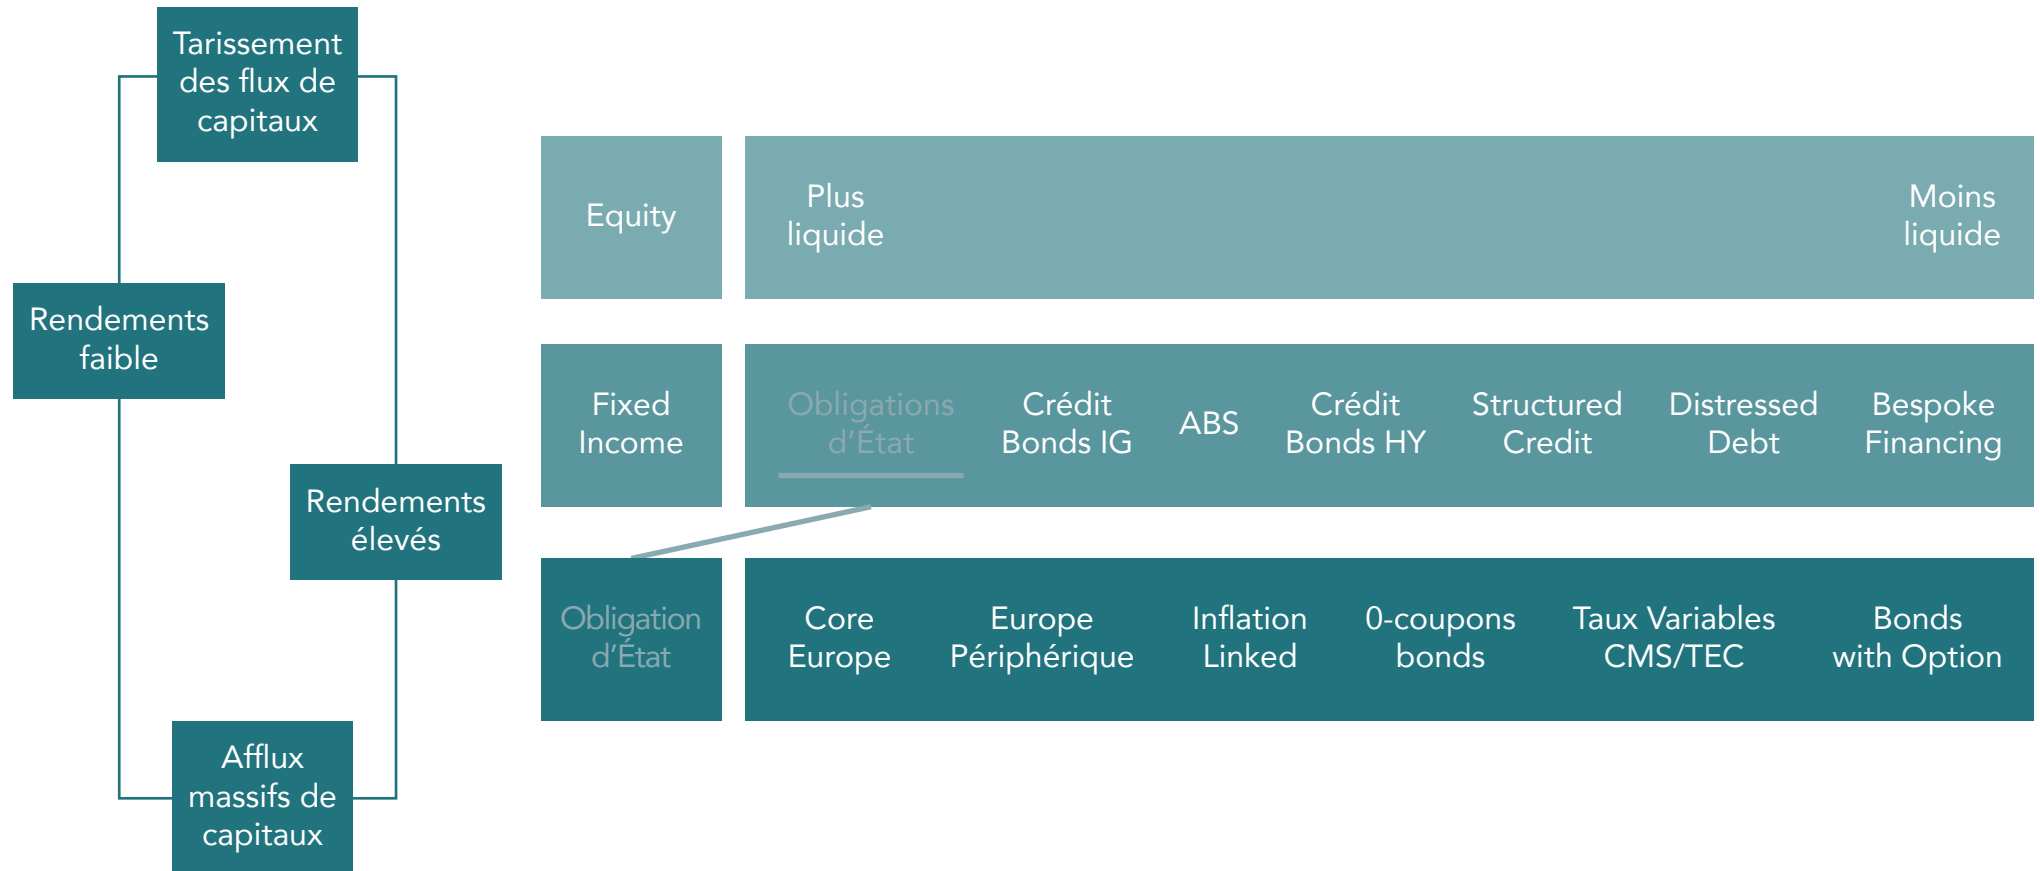 Tarissement
des flux de
capitaux
Rendements
faible
Rendements
élevés
Afflux
massifs de
capitaux
Equity
Plus
liquide
Moins
liquide
Fixed
Income
Obligations
d’État
Crédit
Bonds IG
ABS
Crédit
Bonds HY
Structured
Credit
Distressed
Debt
Bespoke
Financing
Obligation
d’État
Core
Europe
Europe
Périphérique
Inflation
Linked
0-coupons
bonds
Taux Variables
CMS/TEC
Bonds
with Option